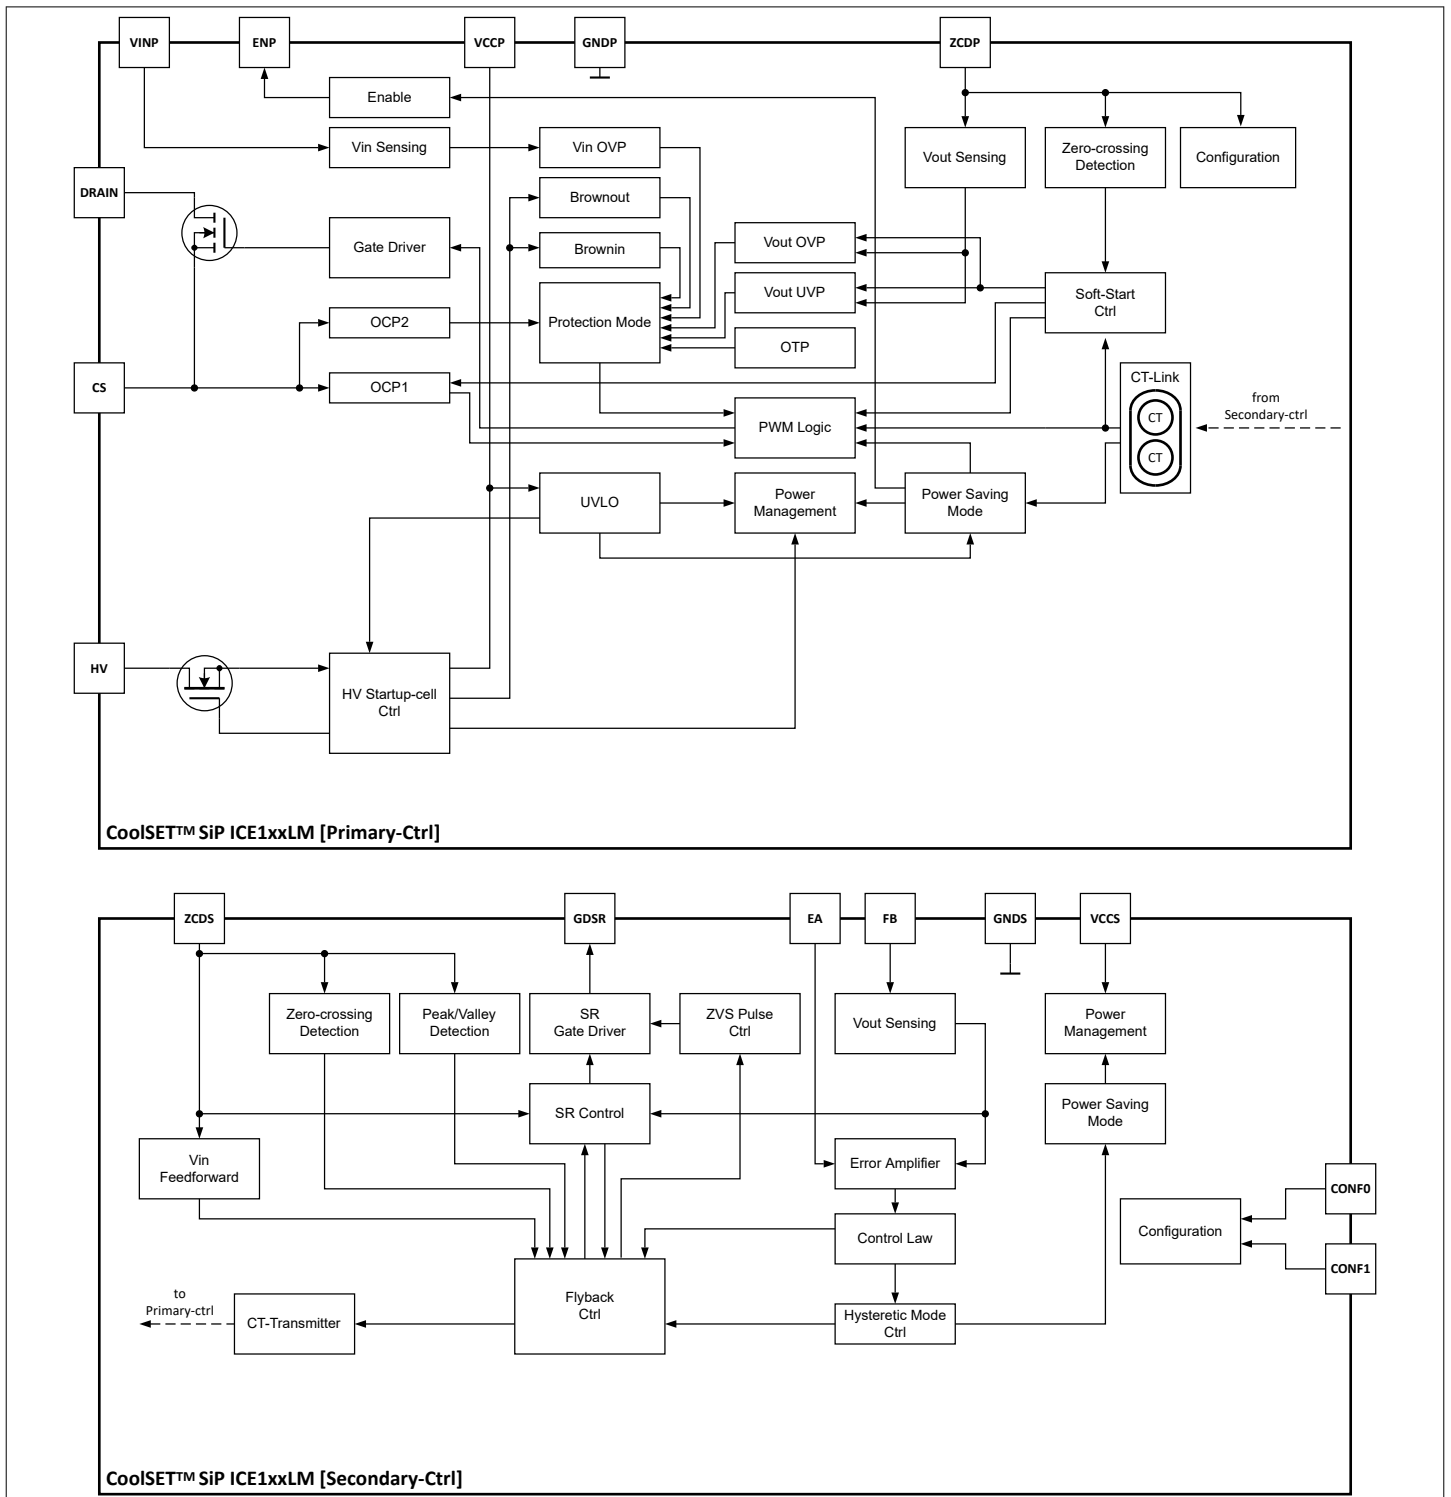 VINP
ENP
VCCP
GNDP
ZCDP
Enable
Vin Sensing
Vin OVP
Vout Sensing
Zero-crossing
Detection
Configuration
DRAIN
Brownout
Gate Driver
Brownin
Vout OVP
Vout UVP
Soft-Start
Ctrl
OCP2
Protection Mode
OTP
CS
OCP1
CT-Link
CT
CT
from
Secondary-ctrl
PWM Logic
UVLO
Power
Management
Power Saving
Mode
HV
HV Startup-cell
Ctrl
CoolSET™ SiP ICE1xxLM [Primary-Ctrl]
ZCDS
GDSR
EA
FB
GNDS
VCCS
Zero-crossing
Detection
Peak/Valley
Detection
SR
Gate Driver
ZVS Pulse
Ctrl
Vout Sensing
Power
Management
SR Control
Power Saving
Mode
Vin
Feedforward
Error Amplifier
CONF0
Configuration
Control Law
CONF1
Flyback
Ctrl
to
Primary-ctrl
CT-Transmitter
Hysteretic Mode
Ctrl
CoolSET™ SiP ICE1xxLM [Secondary-Ctrl]